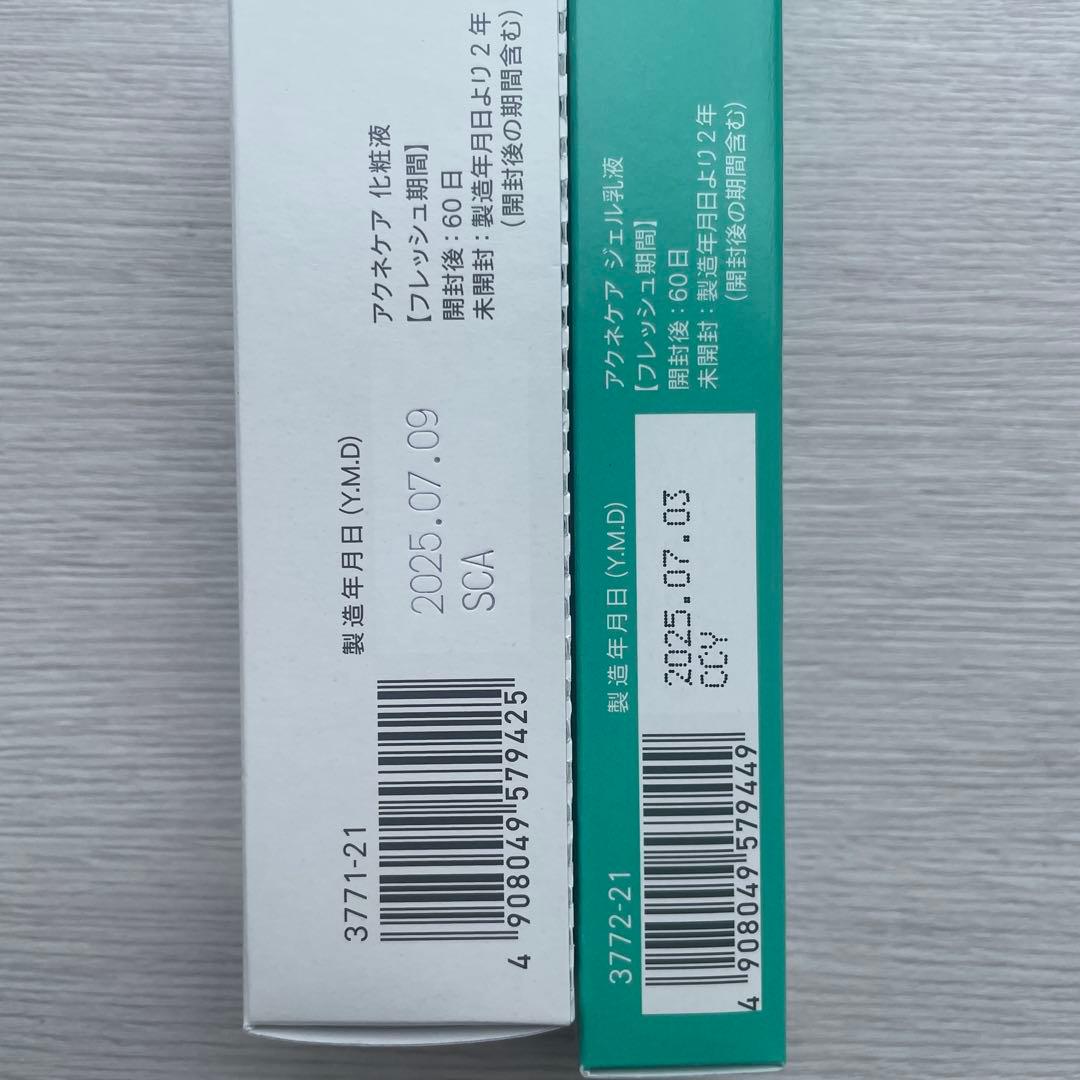 アクネケア 化粧液
【フレッシュ期間】
開封後：60日
未開封：製造年月日より2年
（開封後の期間含む）
製造年月日 (Y.M.D)
2025.07.09
SCA
3771-21
4 908049 579425
アクネケア ジェル乳液
【フレッシュ期間】
開封後：60日
未開封：製造年月日より2年
（開封後の期間含む）
製造年月日 (Y.M.D)
2025.07.03
CCY
3772-21
4 908049 579449